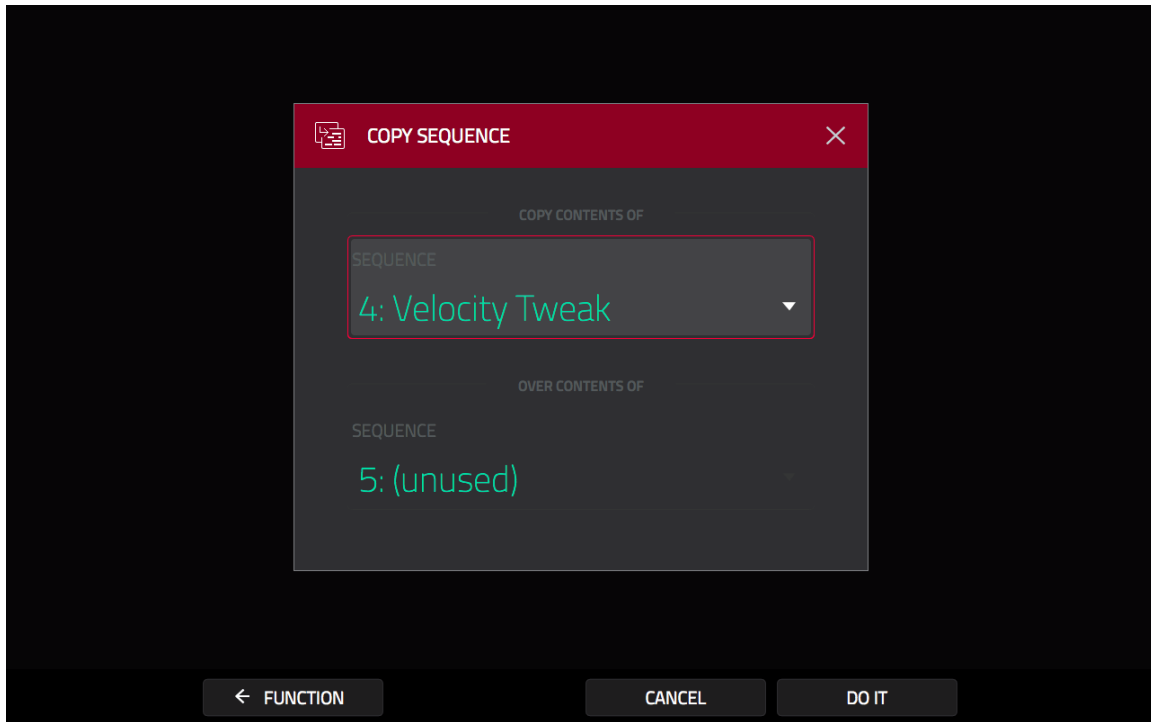 COPY SEQUENCE
COPY CONTENTS OF
SEQUENCE
4: Velocity Tweak
OVER CONTENTS OF
SEQUENCE
5: (unused)
FUNCTION CANCEL DO IT